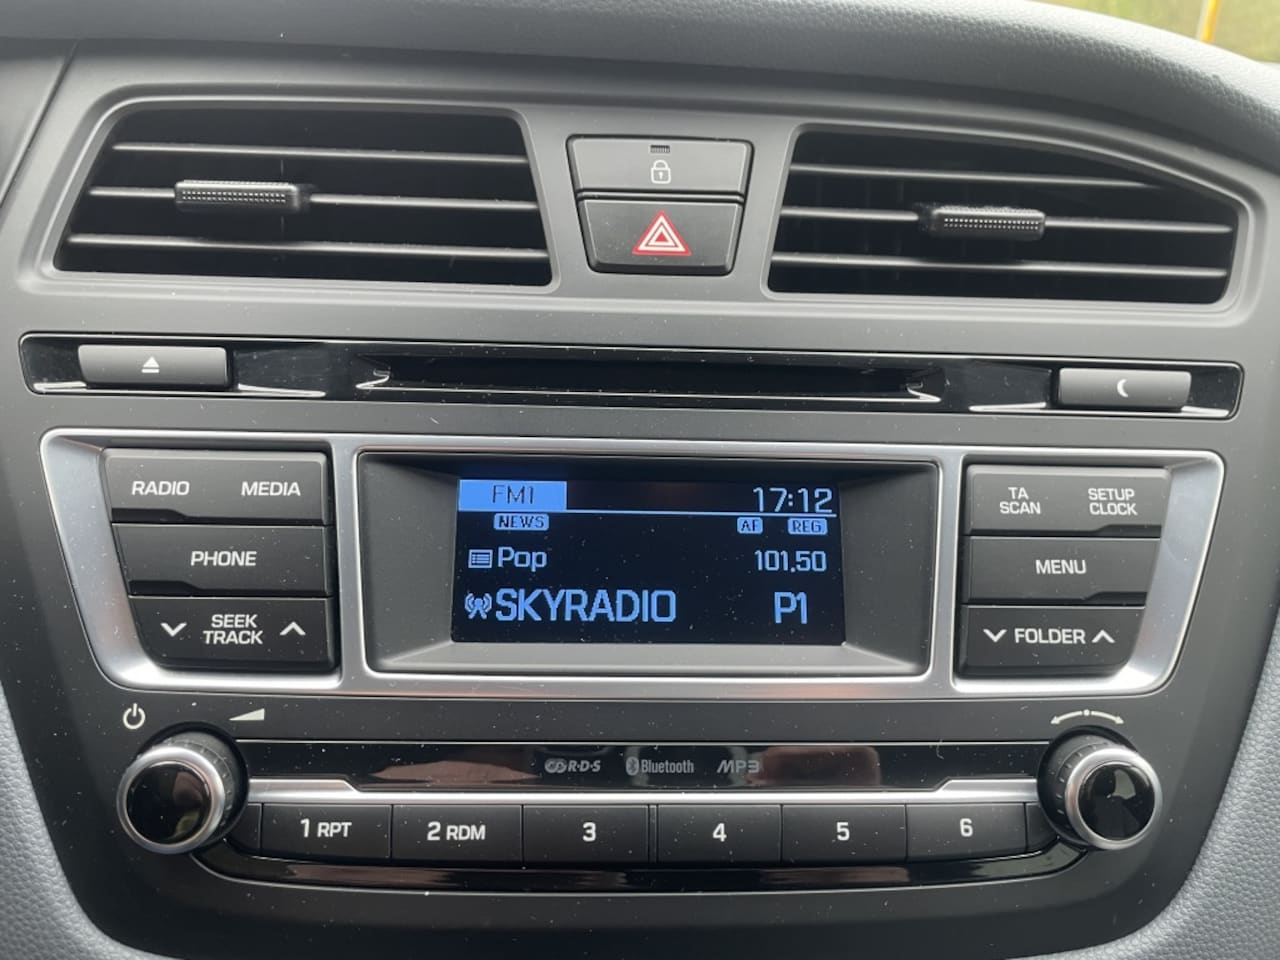 RADIO MEDIA
PHONE
SEEK
TRACK
FM1 17:12
NEWS AF REG
Pop 101.50
SKYRADIO P1
TA
SCAN
SETUP
CLOCK
MENU
FOLDER
R·D·S Bluetooth MP3
1 RPT 2 RDM 3 4 5 6